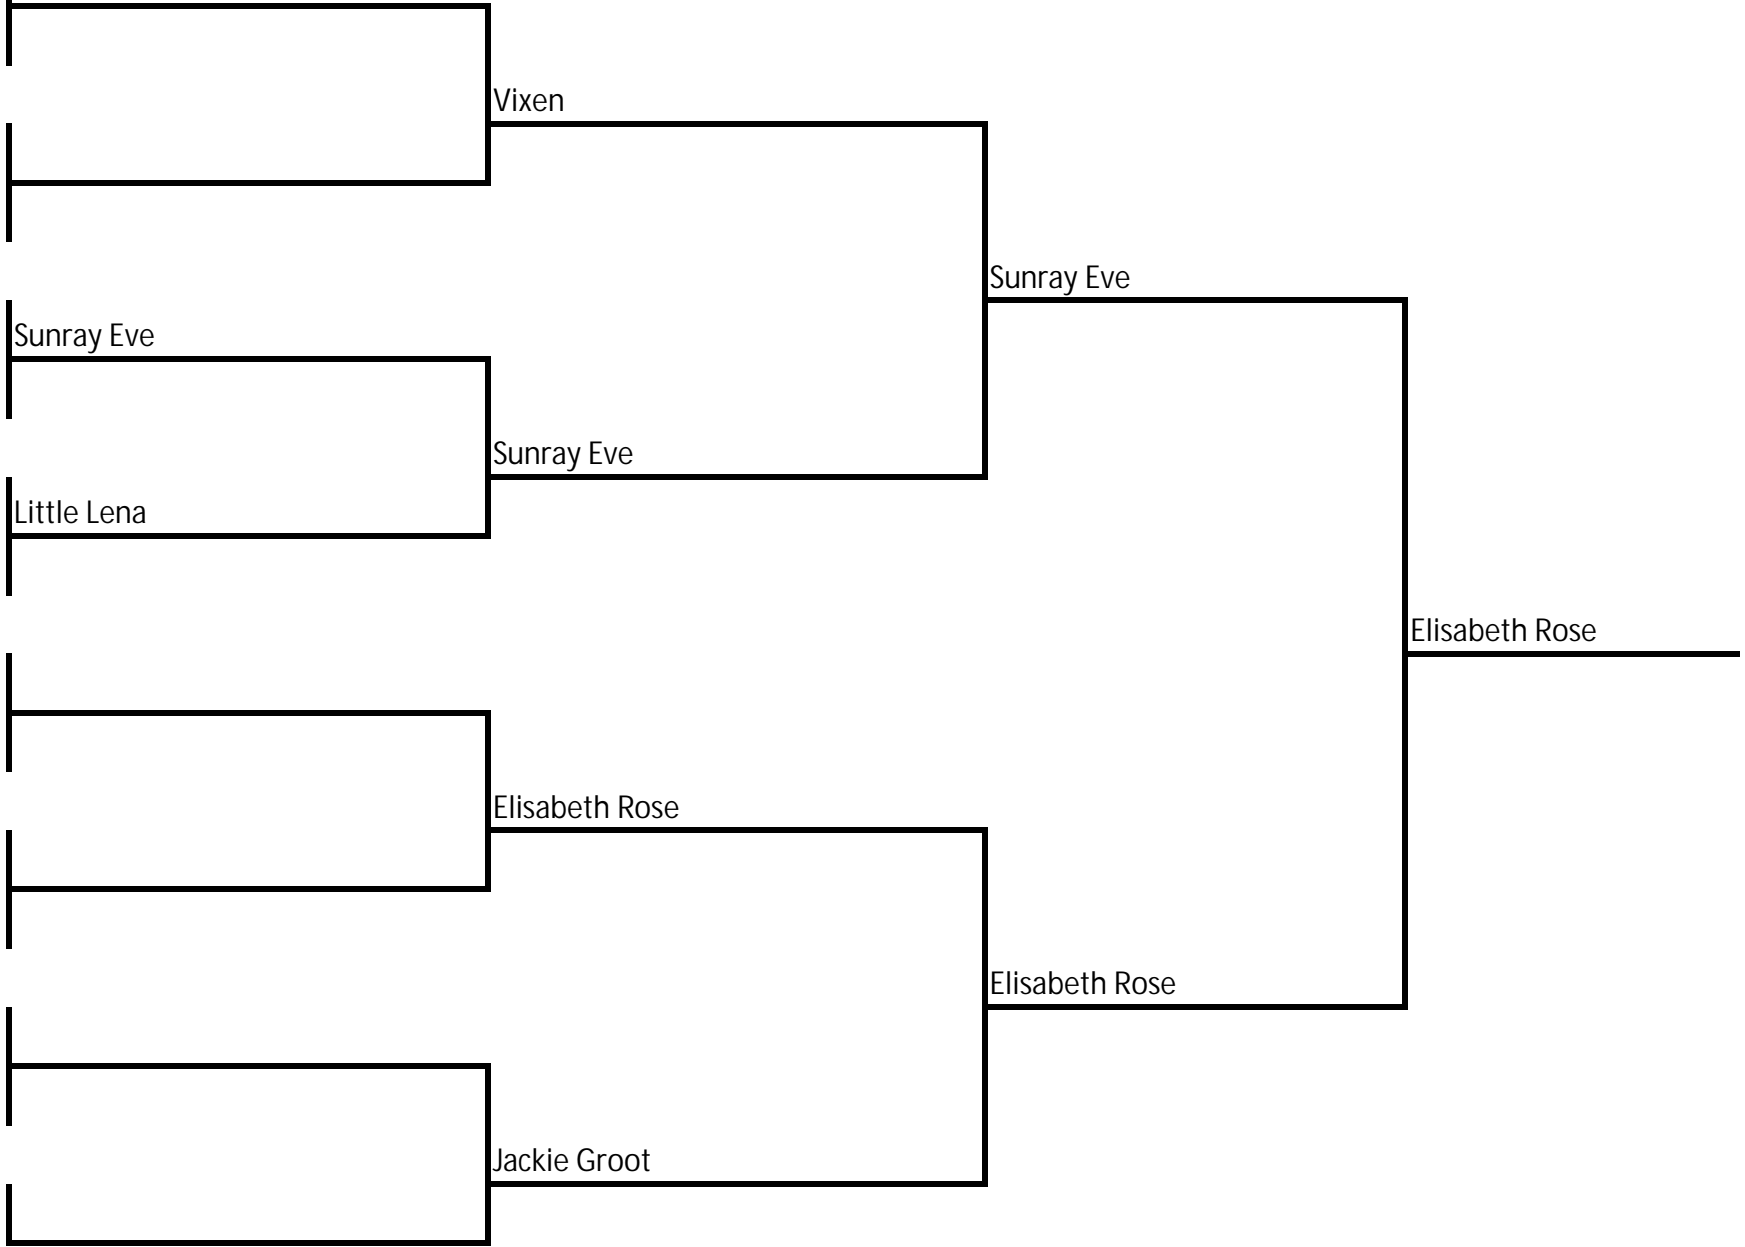 Vixen
Sunray Eve
Sunray Eve
Sunray Eve
Little Lena
Elisabeth Rose
Elisabeth Rose
Elisabeth Rose
Jackie Groot